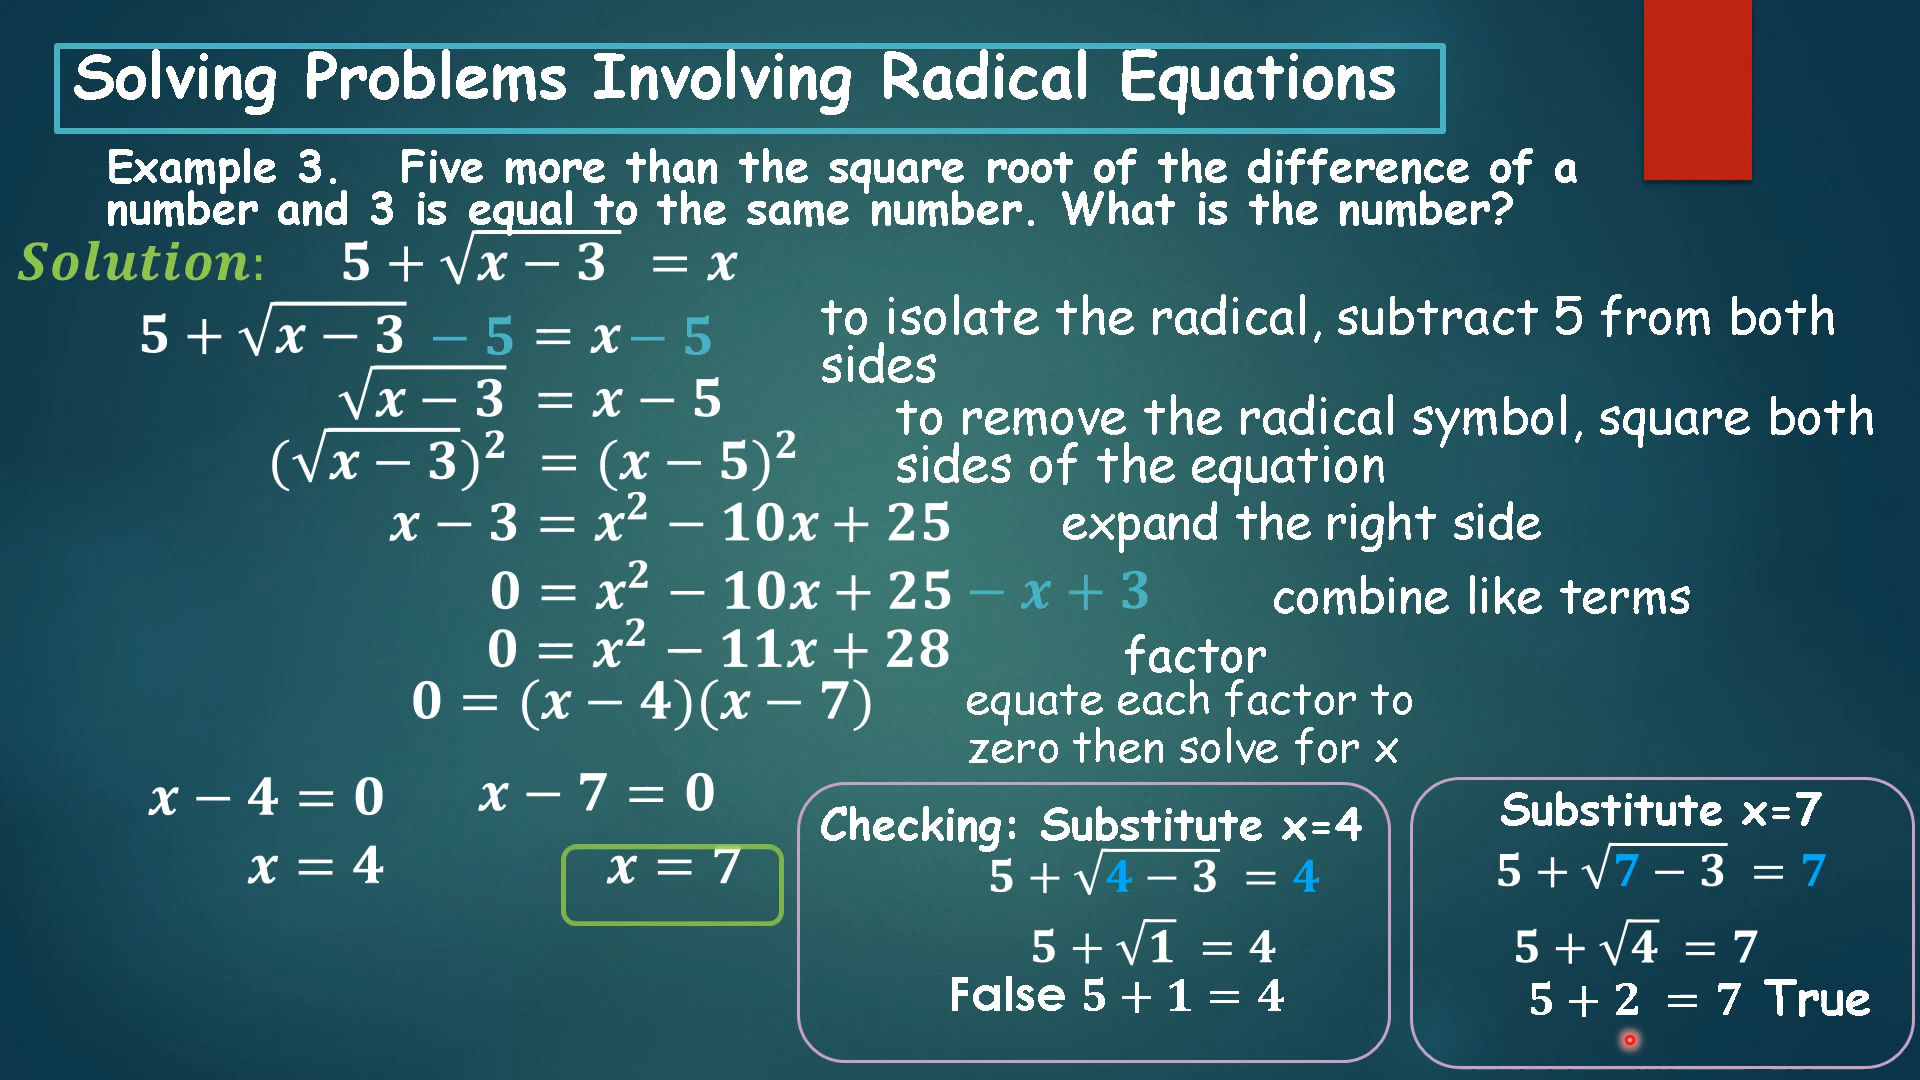 Solving Problems Involving Radical Equations
Example 3. Five more than the square root of the difference of a
number and 3 is equal to the same number. What is the number?
Solution: 5 + √(x − 3) = x
5 + √(x − 3) − 5 = x − 5
to isolate the radical, subtract 5 from both
sides
√(x − 3) = x − 5
to remove the radical symbol, square both
sides of the equation
(√(x − 3))² = (x − 5)²
x − 3 = x² − 10x + 25 expand the right side
0 = x² − 10x + 25 − x + 3 combine like terms
0 = x² − 11x + 28 factor
0 = (x − 4)(x − 7) equate each factor to
zero then solve for x
x − 4 = 0 x − 7 = 0
x = 4 x = 7
Checking: Substitute x=4
5 + √(4 − 3) = 4
5 + √1 = 4
False 5 + 1 = 4
Substitute x=7
5 + √(7 − 3) = 7
5 + √4 = 7
5 + 2 = 7 True